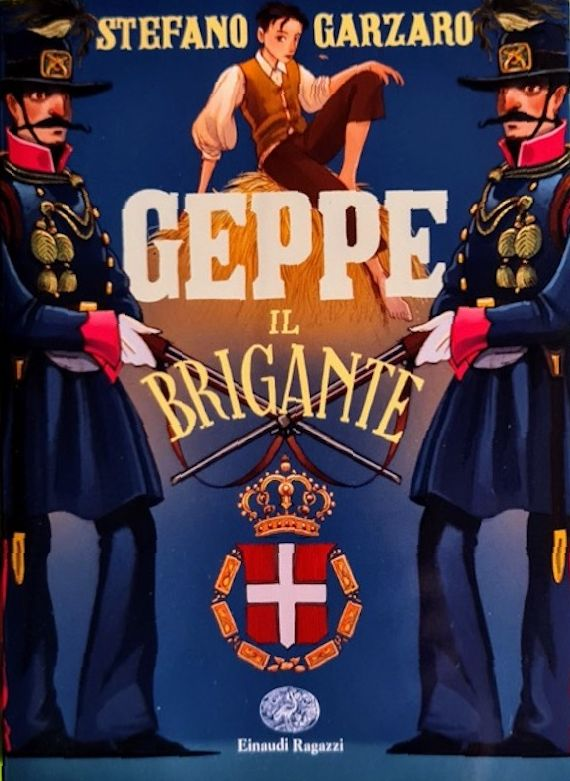 STEFANO GARZARO
GEPPE
IL
BRIGANTE
Einaudi Ragazzi